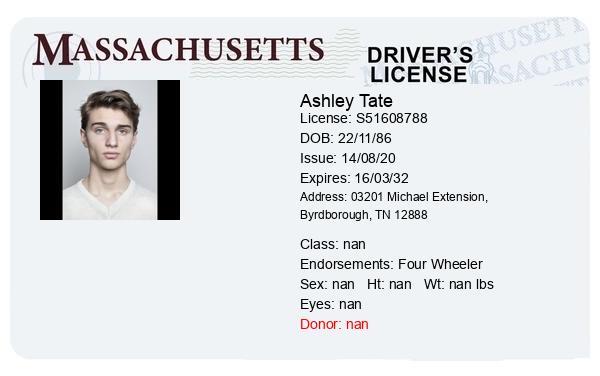 MASSACHUSETTS
DRIVER'S
LICENSE
Ashley Tate
License: S51608788
DOB: 22/11/86
Issue: 14/08/20
Expires: 16/03/32
Address: 03201 Michael Extension,
Byrdborough, TN 12888
Class: nan
Endorsements: Four Wheeler
Sex: nan Ht: nan Wt: nan lbs
Eyes: nan
Donor: nan